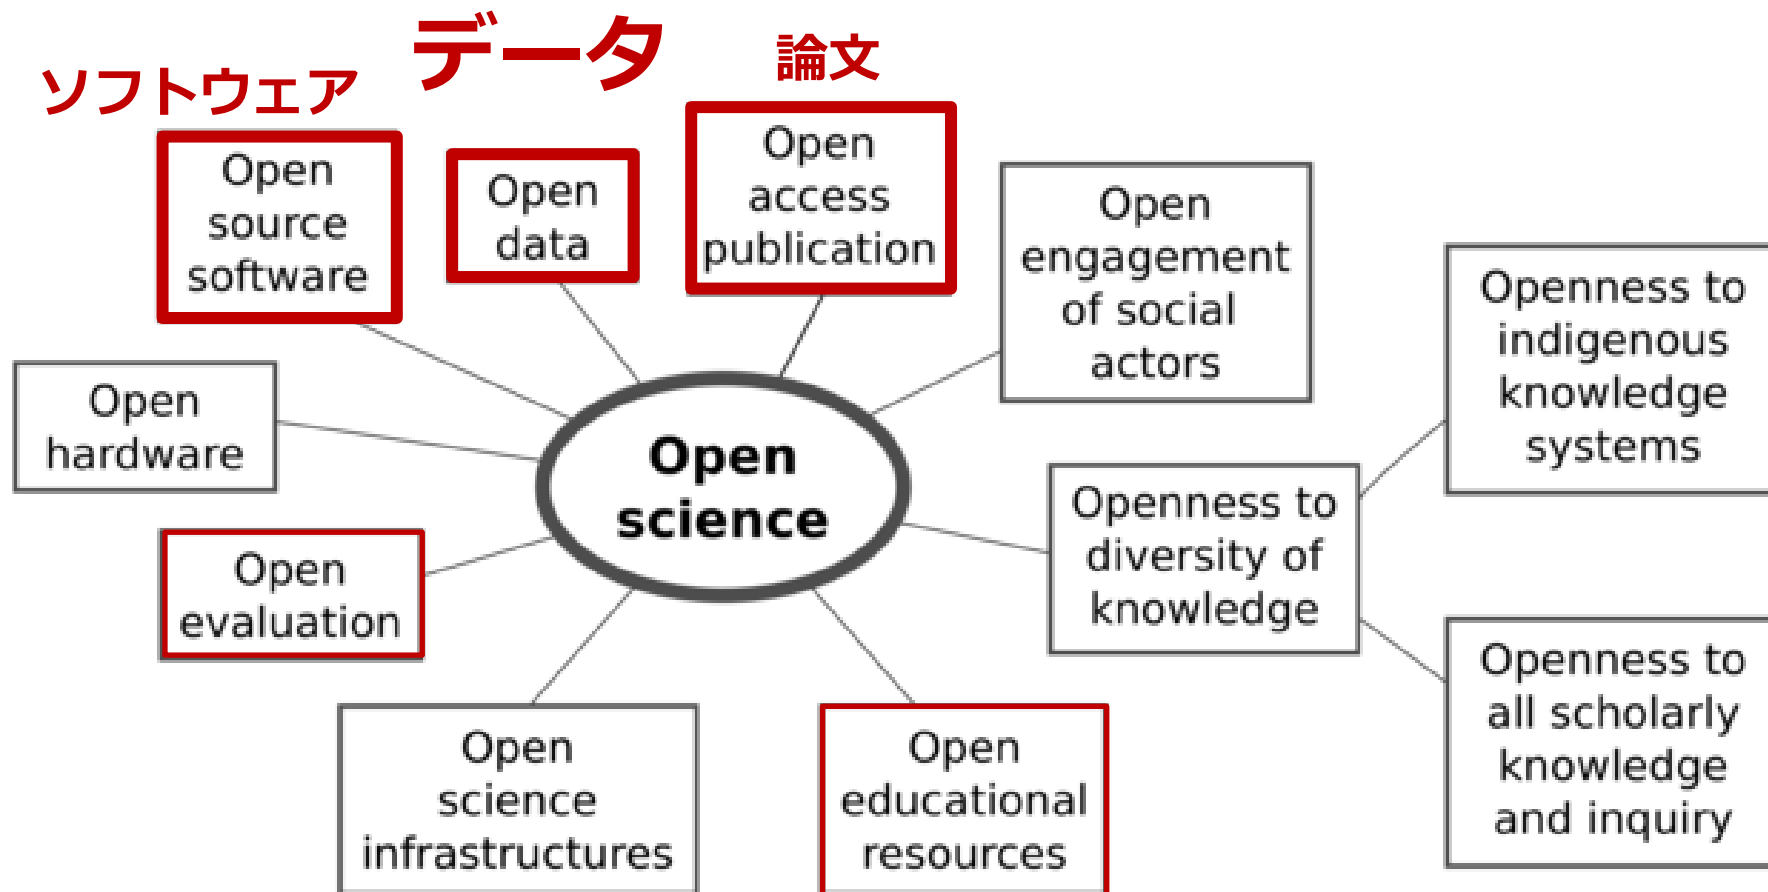 ソフトウェア
データ
論文
Open
source
software
Open
data
Open
access
publication
Open
engagement
of social
actors
Openness to
indigenous
knowledge
systems
Open
hardware
Open
science
Openness to
diversity of
knowledge
Open
evaluation
Openness to
all scholarly
knowledge
and inquiry
Open
science
infrastructures
Open
educational
resources